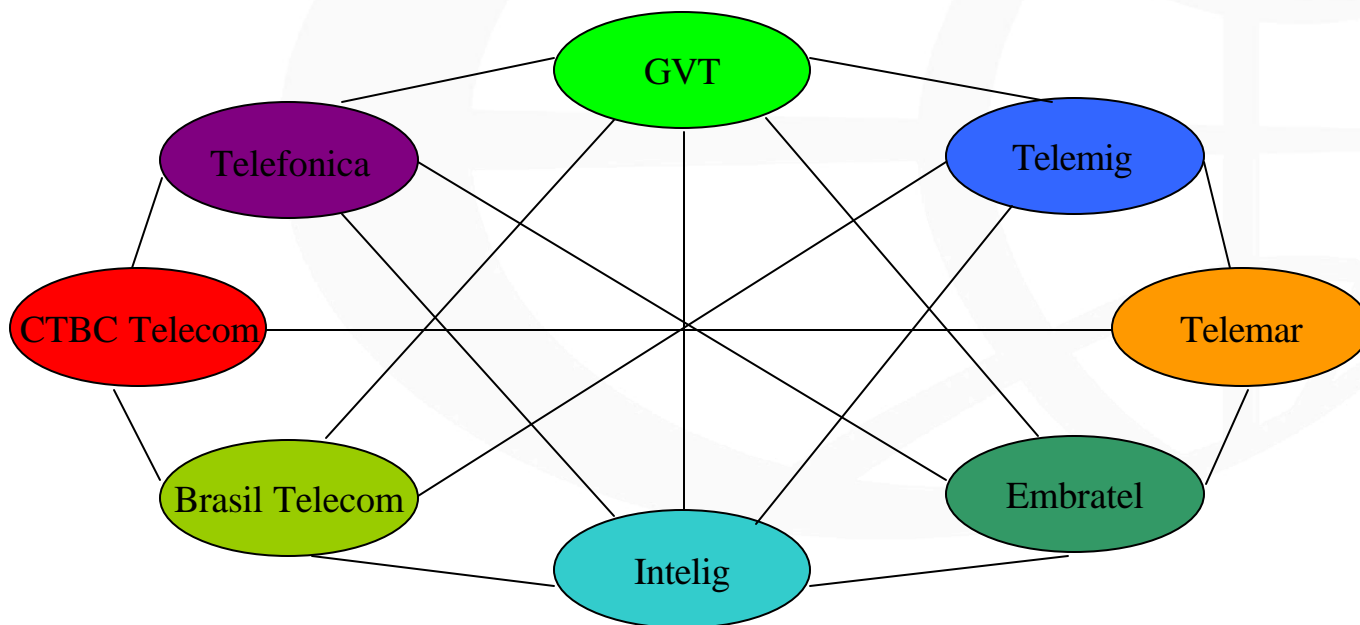 GVT
Telefonica
Telemig
CTBC Telecom
Telemar
Brasil Telecom
Embratel
Intelig